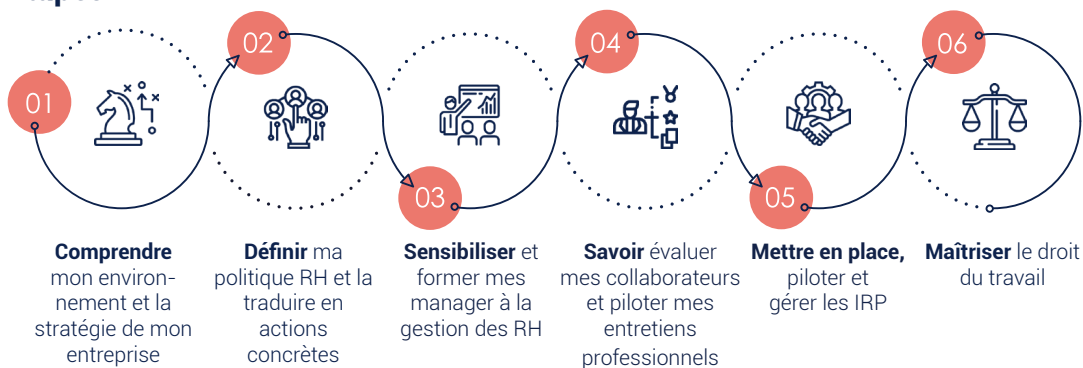 01
Comprendre
mon environ-
nement et la
stratégie de mon
entreprise
02
Définir ma
politique RH et la
traduire en
actions
concrètes
03
Sensibiliser et
former mes
manager à la
gestion des RH
04
Savoir évaluer
mes collaborateurs
et piloter mes
entretiens
professionnels
05
Mettre en place,
piloter et
gérer les IRP
06
Maîtriser le droit
du travail